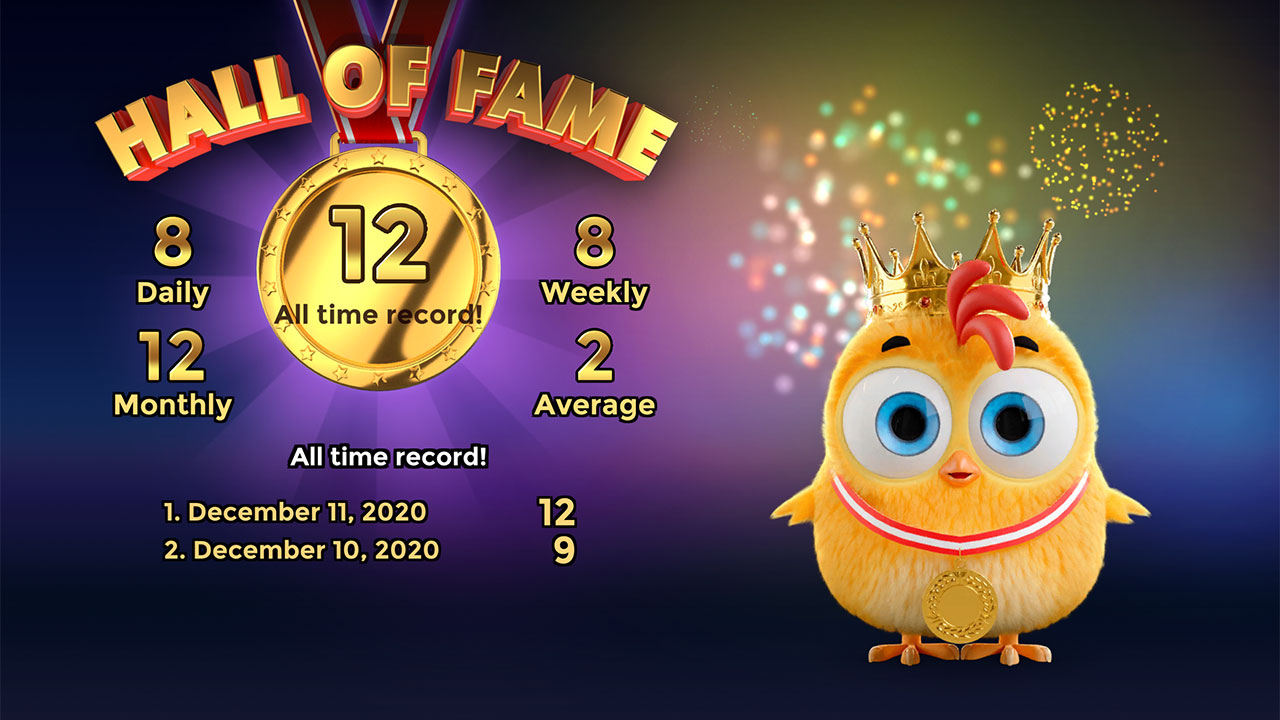 HALL OF FAME
12
All time record!
8
Daily
8
Weekly
12
Monthly
2
Average
All time record!
1. December 11, 2020 12
2. December 10, 2020 9